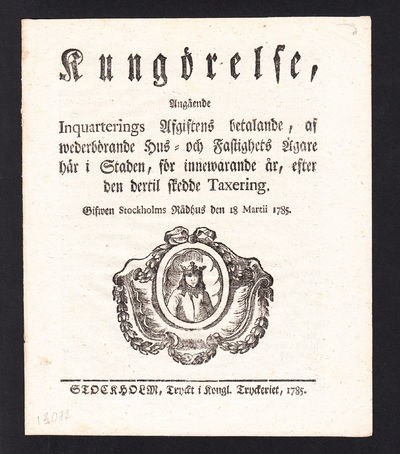 Kungörelse,
Angående
Inquarterings Afgiftens betalande, af
wederbörande Hus- och Fastighets Ägare
här i Staden, för innewarande år, efter
den dertil skedde Taxering.
Gifwen Stockholms Rådhus den 18 Martii 1785.
STOCKHOLM, Tryckt i Kongl. Tryckeriet, 1785.